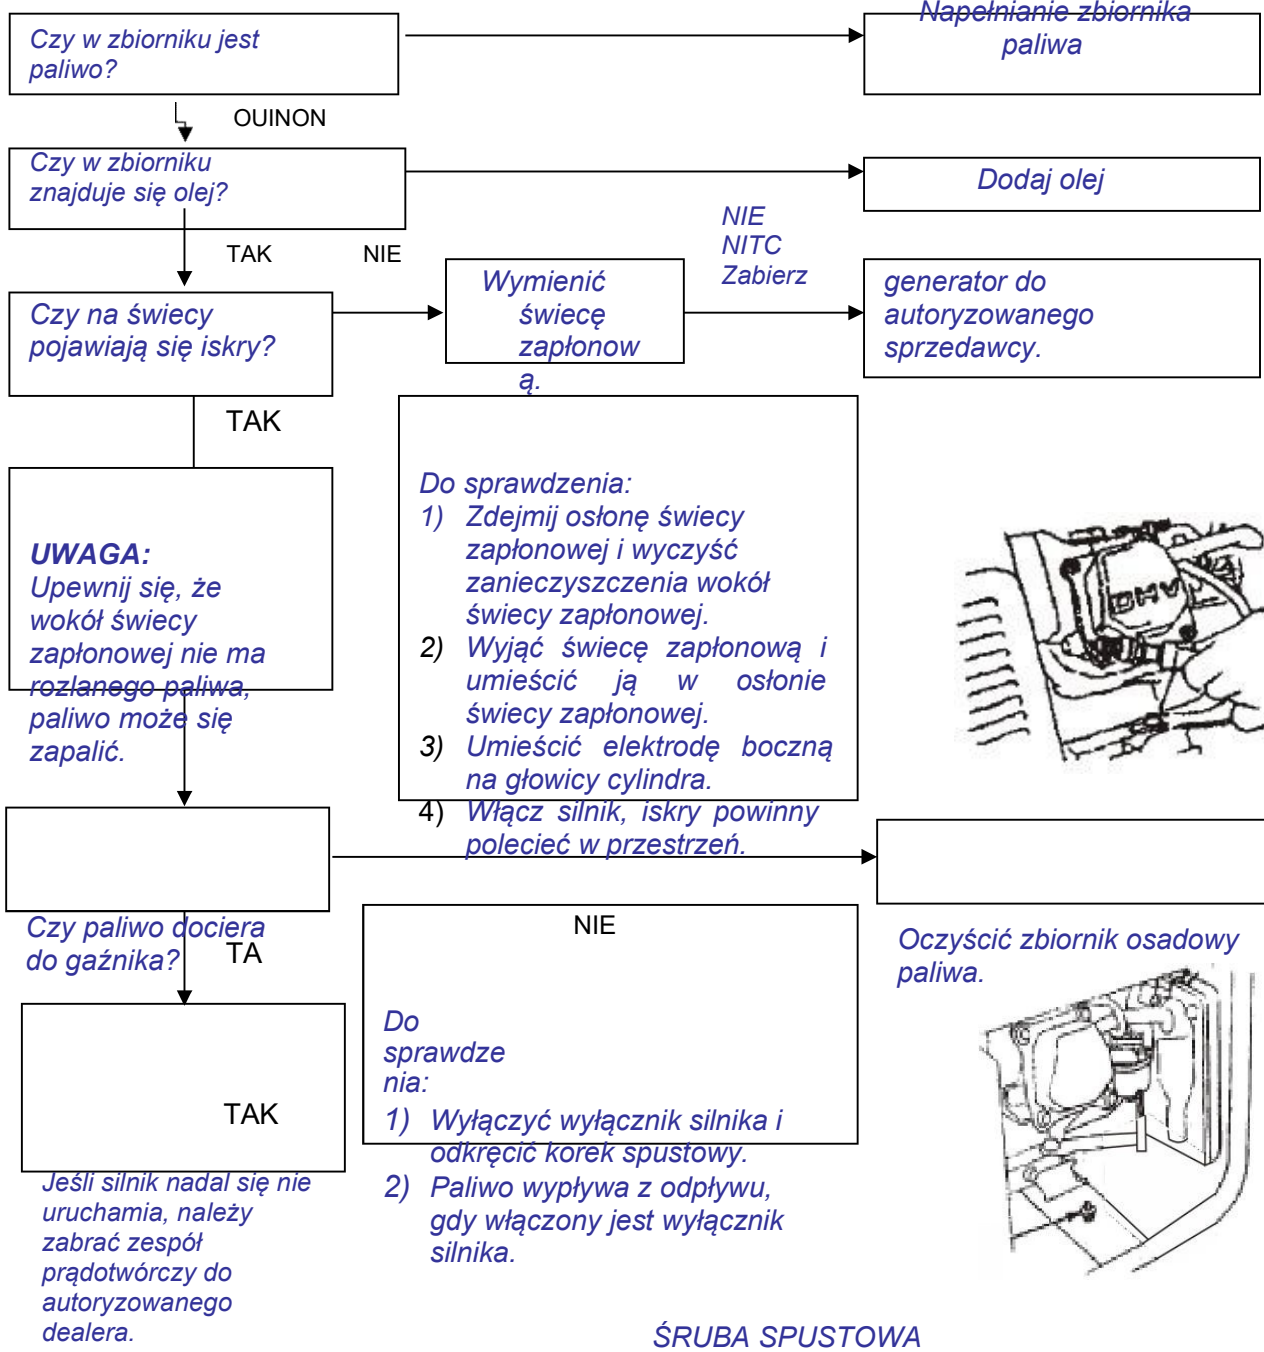 Czy w zbiorniku jest
paliwo?
Napełnianie zbiornika
paliwa
OUINON
Czy w zbiorniku
znajduje się olej?
Dodaj olej
TAK
NIE
NIE
NITC
Zabierz
Czy na świecy
pojawiają się iskry?
Wymienić
świecę
zapłonow
ą.
generator do
autoryzowanego
sprzedawcy.
TAK
UWAGA:
Upewnij się, że
wokół świecy
zapłonowej nie ma
rozlanego paliwa,
paliwo może się
zapalić.
Do sprawdzenia:
1) Zdejmij osłonę świecy
zapłonowej i wyczyść
zanieczyszczenia wokół
świecy zapłonowej.
2) Wyjąć świecę zapłonową i
umieścić ją w osłonie
świecy zapłonowej.
3) Umieścić elektrodę boczną
na głowicy cylindra.
4) Włącz silnik, iskry powinny
polecieć w przestrzeń.
OHV
Czy paliwo dociera
do gaźnika?
TA
NIE
Oczyścić zbiornik osadowy
paliwa.
TAK
Do
sprawdze
nia:
1) Wyłączyć wyłącznik silnika i
odkręcić korek spustowy.
2) Paliwo wypływa z odpływu,
gdy włączony jest wyłącznik
silnika.
Jeśli silnik nadal się nie
uruchamia, należy
zabrać zespół
prądotwórczy do
autoryzowanego
dealera.
ŚRUBA SPUSTOWA